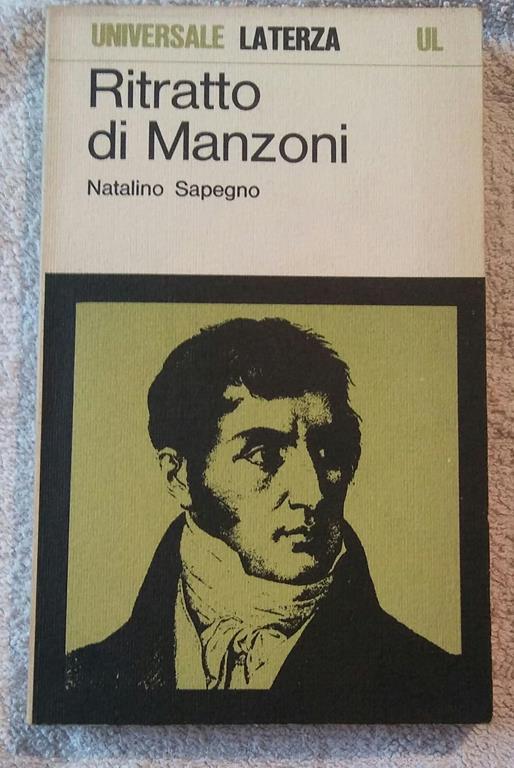 UNIVERSALE LATERZA UL
Ritratto
di Manzoni
Natalino Sapegno